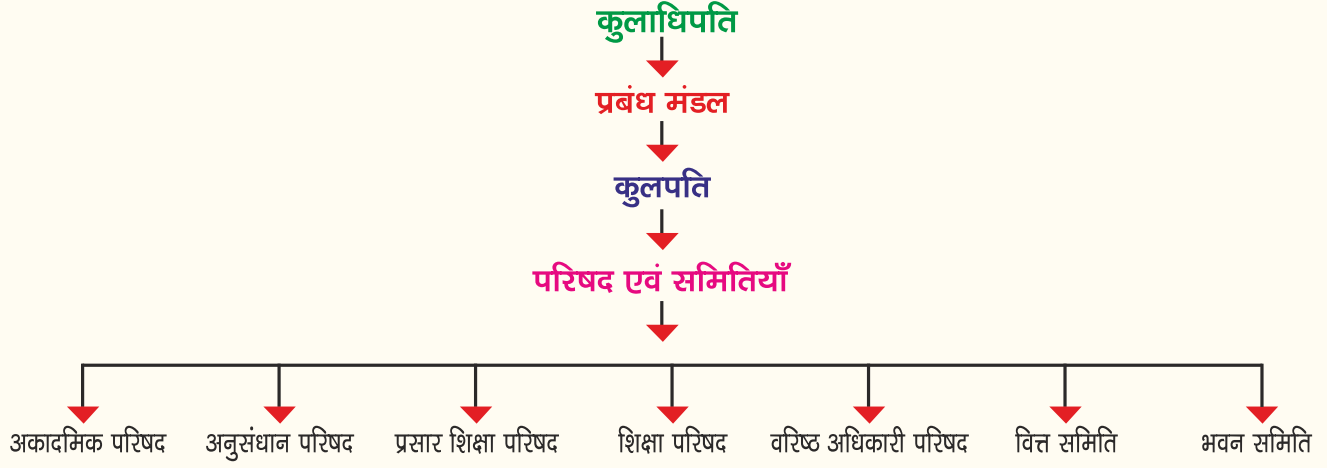 कुलाधिपति
प्रबंध मंडल
कुलपति
परिषद एवं समितियाँ
अकादमिक परिषद
अनुसंधान परिषद
प्रसार शिक्षा परिषद
शिक्षा परिषद
वरिष्ठ अधिकारी परिषद
वित्त समिति
भवन समिति